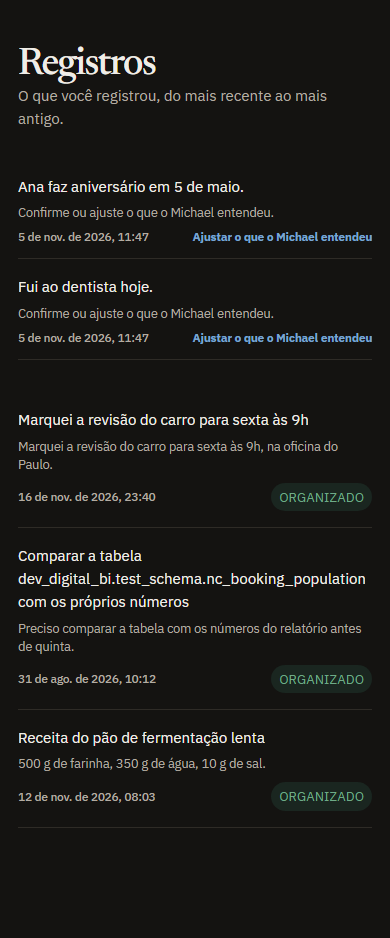 Registros
O que você registrou, do mais recente ao mais
antigo.
Ana faz aniversário em 5 de maio.
Confirme ou ajuste o que o Michael entendeu.
5 de nov. de 2026, 11:47 Ajustar o que o Michael entendeu
Fui ao dentista hoje.
Confirme ou ajuste o que o Michael entendeu.
5 de nov. de 2026, 11:47 Ajustar o que o Michael entendeu
Marquei a revisão do carro para sexta às 9h
Marquei a revisão do carro para sexta às 9h, na oficina do
Paulo.
16 de nov. de 2026, 23:40 ORGANIZADO
Comparar a tabela
dev_digital_bi.test_schema.nc_booking_population
com os próprios números
Preciso comparar a tabela com os números do relatório antes
de quinta.
31 de ago. de 2026, 10:12 ORGANIZADO
Receita do pão de fermentação lenta
500 g de farinha, 350 g de água, 10 g de sal.
12 de nov. de 2026, 08:03 ORGANIZADO